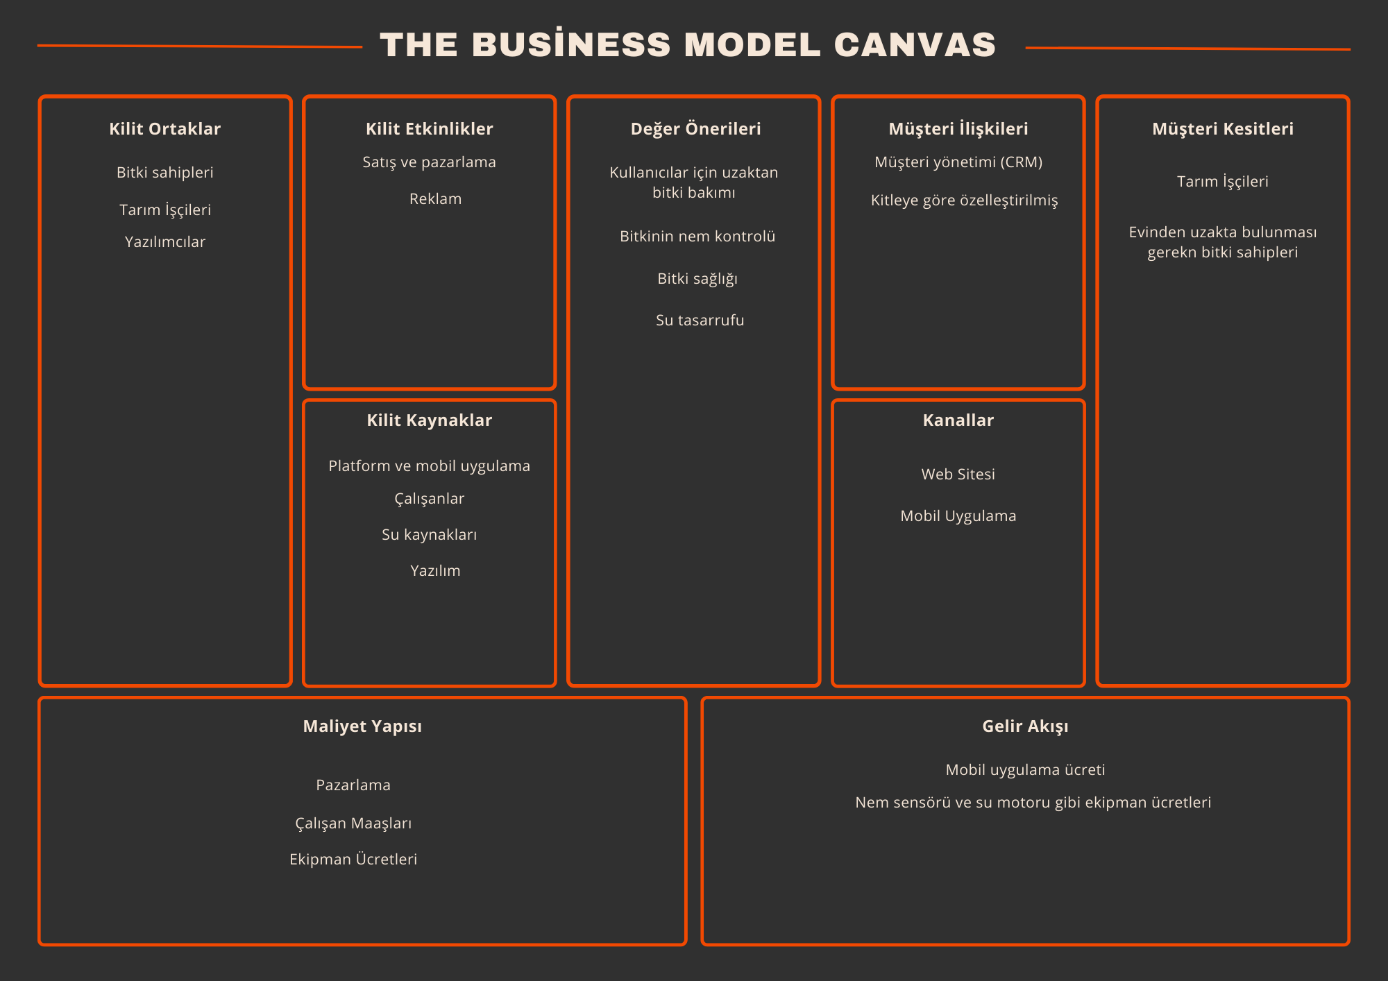 THE BUSİNESS MODEL CANVAS
Kilit Ortaklar
Bitki sahipleri
Tarım İşçileri
Yazılımcılar
Kilit Etkinlikler
Satış ve pazarlama
Reklam
Kilit Kaynaklar
Platform ve mobil uygulama
Çalışanlar
Su kaynakları
Yazılım
Değer Önerileri
Kullanıcılar için uzaktan
bitki bakımı
Bitkinin nem kontrolü
Bitki sağlığı
Su tasarrufu
Müşteri İlişkileri
Müşteri yönetimi (CRM)
Kitleye göre özelleştirilmiş
Kanallar
Web Sitesi
Mobil Uygulama
Müşteri Kesitleri
Tarım İşçileri
Evinden uzakta bulunması
gerekn bitki sahipleri
Maliyet Yapısı
Pazarlama
Çalışan Maaşları
Ekipman Ücretleri
Gelir Akışı
Mobil uygulama ücreti
Nem sensörü ve su motoru gibi ekipman ücretleri